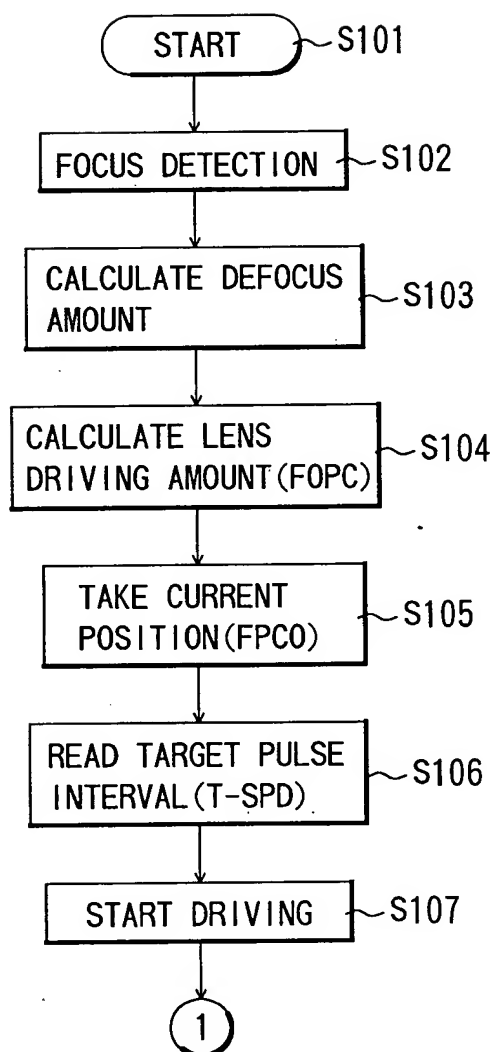 START
S101
FOCUS DETECTION
S102
CALCULATE DEFOCUS
AMOUNT
S103
CALCULATE LENS
DRIVING AMOUNT(FOPC)
S104
TAKE CURRENT
POSITION(FPCO)
S105
READ TARGET PULSE
INTERVAL(T-SPD)
S106
START DRIVING
S107
1